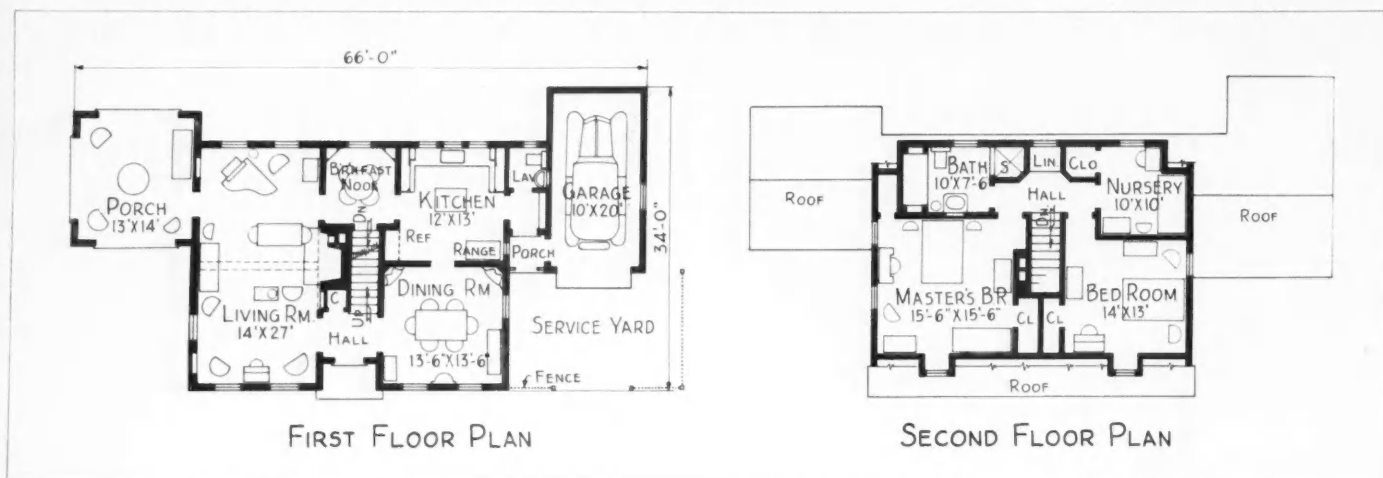 66'-0"
34'-0"
PORCH
13'X14'
BR'KFAST
NOOK
KITCHEN
12'X13'
LAV
GARAGE
10'X20'
DN
REF
RANGE
PORCH
LIVING RM.
14'X27'
C
UP
HALL
DINING RM
13'-6"X13'-6"
SERVICE YARD
FENCE
FIRST FLOOR PLAN
ROOF
BATH
10'X7'-6
S
LIN.
CLO
NURSERY
10'X10'
HALL
DN
ROOF
MASTER'S BR
15'-6"X15'-6"
CL
CL
BED ROOM
14'X13'
ROOF
SECOND FLOOR PLAN